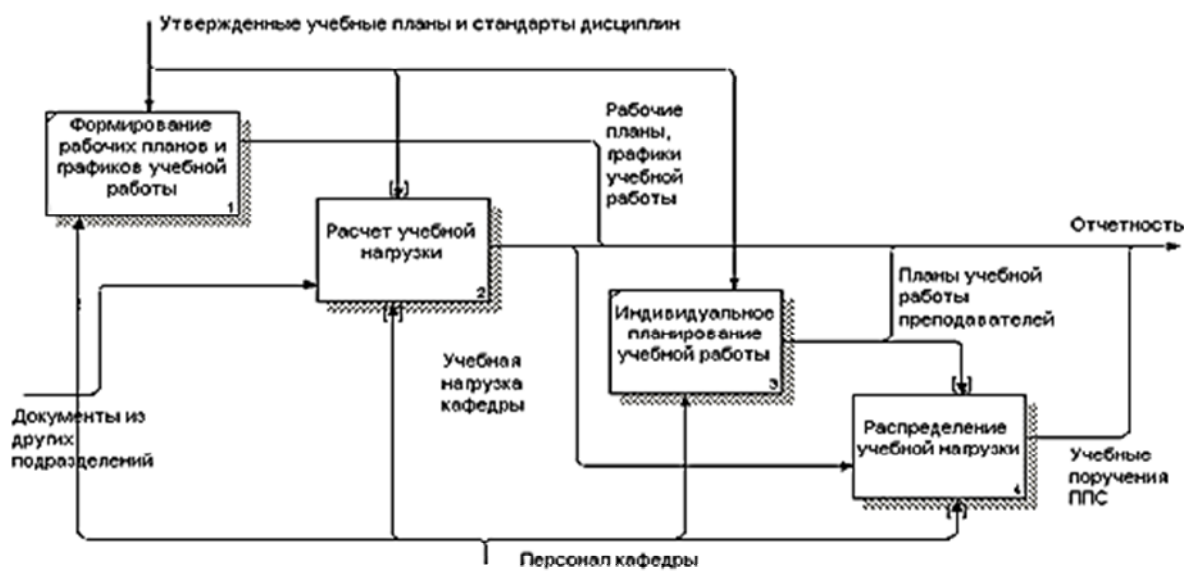 Утвержденные учебные планы и стандарты дисциплин
Формирование
рабочих планов и
графиков учебной
работы
1
Рабочие
планы,
графики
учебной
работы
Расчет учебной
нагрузки
2
Отчетность
Планы учебной
работы
преподавателей
Индивидуальное
планирование
учебной работы
3
Учебная
нагрузка
кафедры
Документы из
других
подразделений
Распределение
учебной нагрузки
4
Учебные
поручения
ППС
Персонал кафедры